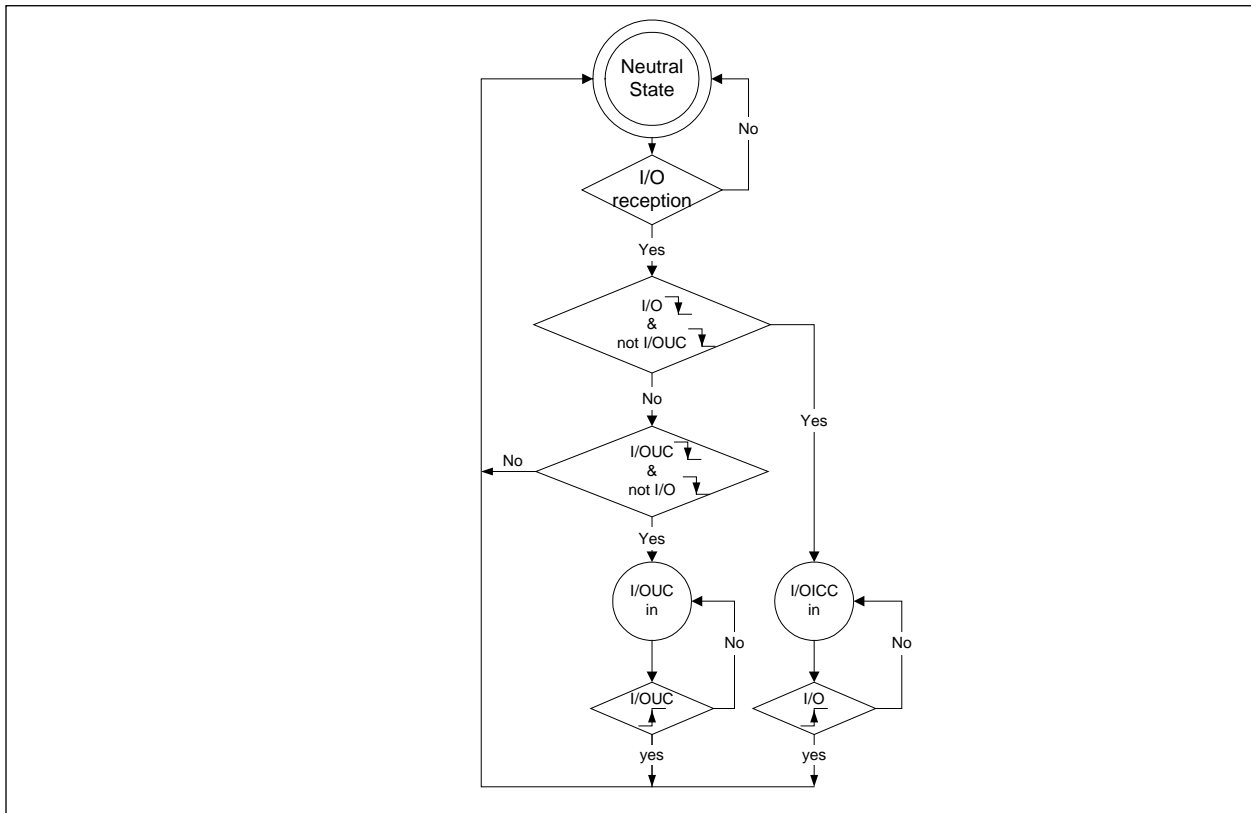 Neutral
State
No
I/O
reception
Yes
I/O
&
not I/OUC
No
Yes
I/OUC
&
not I/O
No
Yes
I/OUC
in
I/OICC
in
No
No
I/OUC
I/O
yes
yes